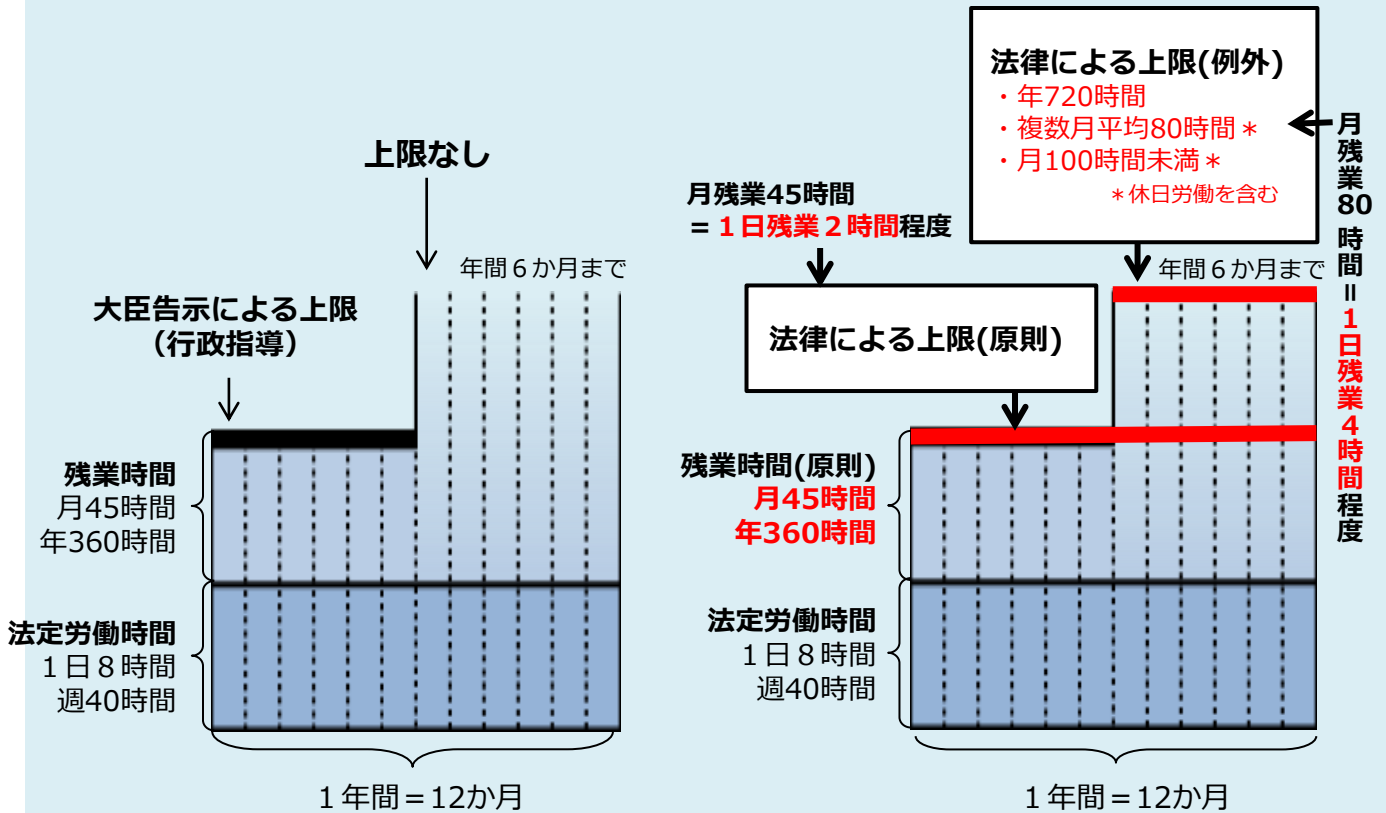 上限なし
年間６か月まで
大臣告示による上限
（行政指導）
残業時間
月45時間
年360時間
法定労働時間
１日８時間
週40時間
１年間＝12か月
法律による上限(例外)
・年720時間
・複数月平均80時間＊
・月100時間未満＊
＊休日労働を含む
月残業80時間＝１日残業４時間程度
月残業45時間
＝１日残業２時間程度
年間６か月まで
法律による上限(原則)
残業時間(原則)
月45時間
年360時間
法定労働時間
１日８時間
週40時間
１年間＝12か月